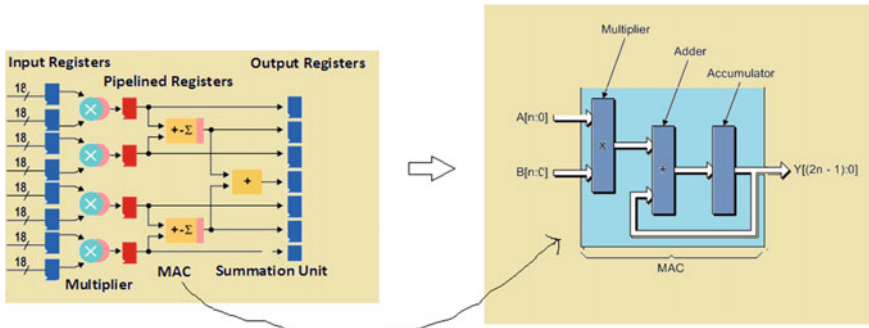 Input Registers
Pipelined Registers
Output Registers
18
18
18
18
18
18
18
18
×
×
×
×
+-Σ
+-Σ
+
Multiplier
MAC
Summation Unit
Multiplier
Adder
Accumulator
A[n:0]
B[n:0]
x
+
Y[(2n - 1):0]
MAC